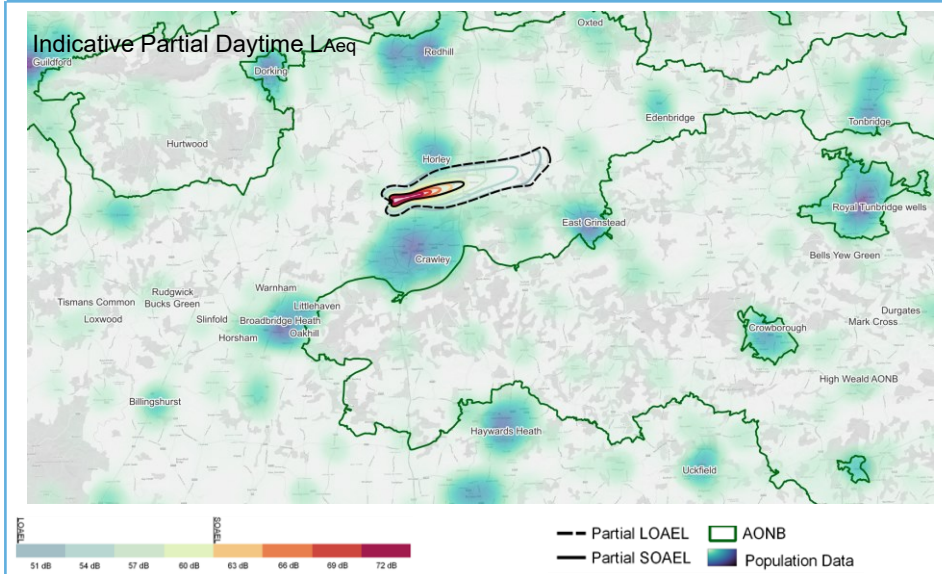 Indicative Partial Daytime LAeq
Oxted
Guildford
Redhill
Dorking
Edenbridge
Tonbridge
Hurtwood
Horley
Royal Tunbridge wells
East Grinstead
Crawley
Bells Yew Green
Warnham
Rudgwick
Tismans Common
Bucks Green
Littlehaven
Loxwood
Slinfold
Broadbridge Heath
Oakhill
Horsham
Durgates
Mark Cross
Crowborough
High Weald AONB
Billingshurst
Haywards Heath
Uckfield
LOAEL
SOAEL
51 dB 54 dB 57 dB 60 dB 63 dB 66 dB 69 dB 72 dB
Partial LOAEL
AONB
Partial SOAEL
Population Data